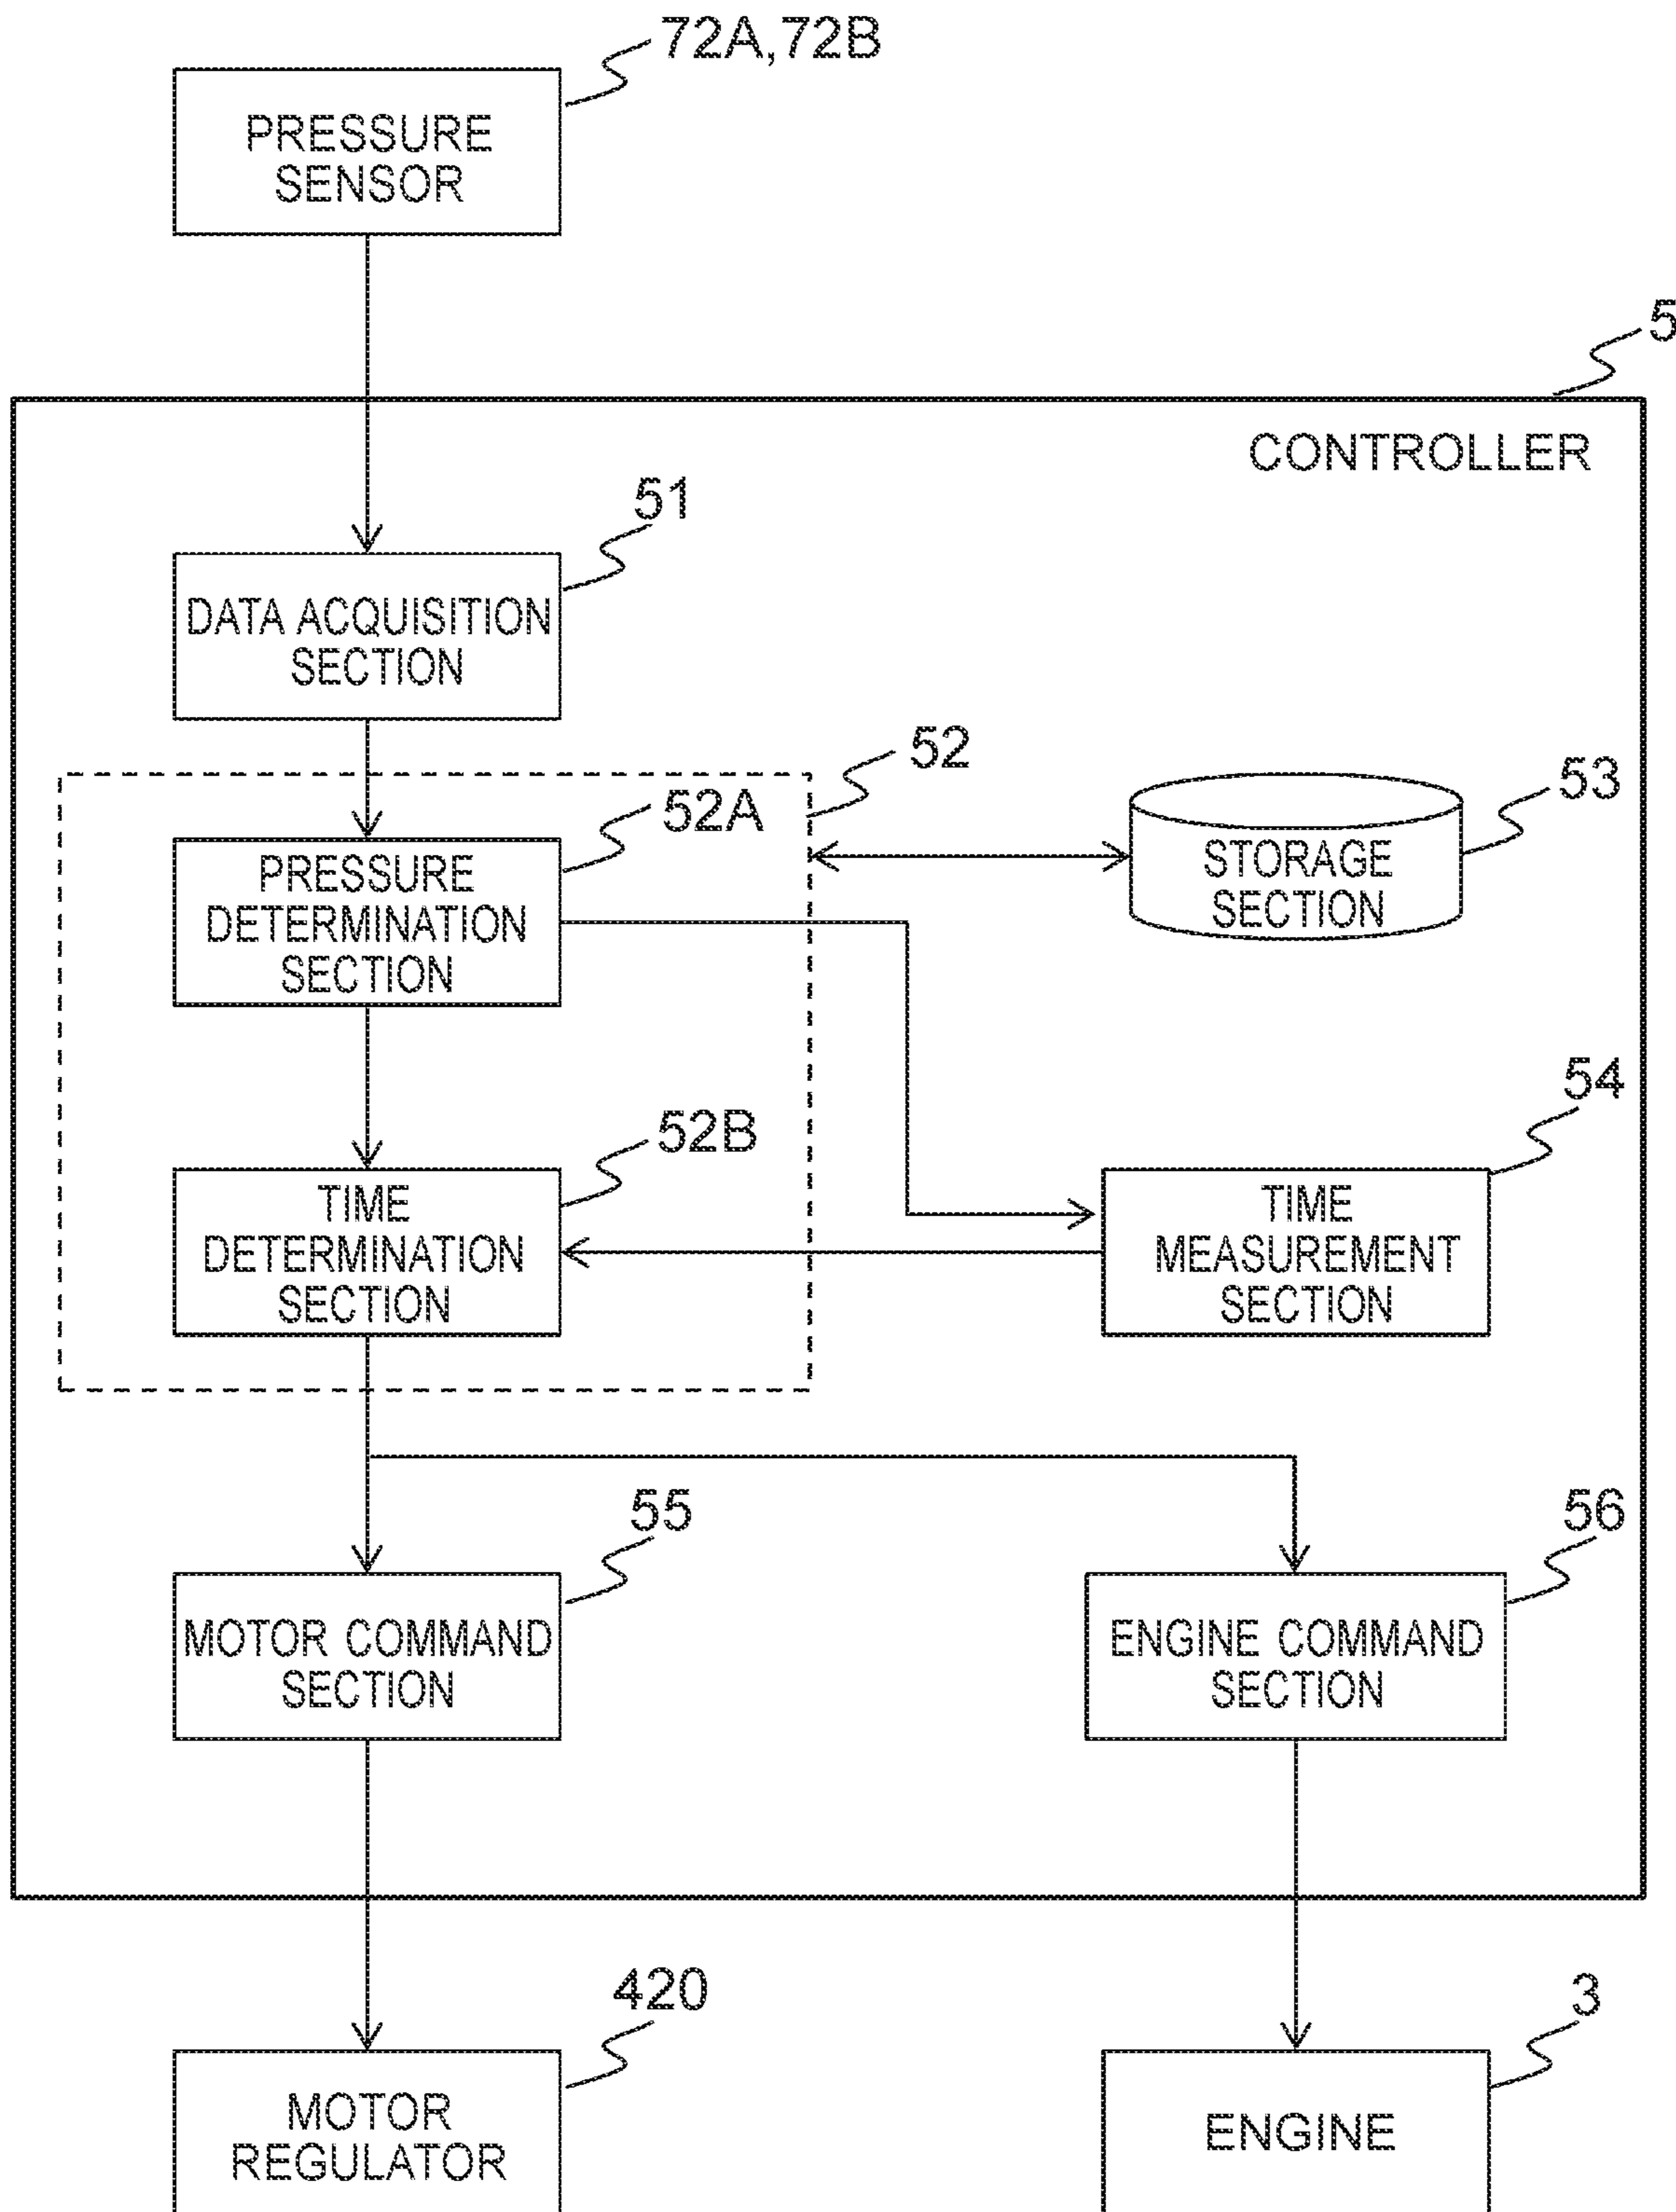 72A,72B
PRESSURE
SENSOR
5
CONTROLLER
51
DATA ACQUISITION
SECTION
52
53
52A
PRESSURE
DETERMINATION
SECTION
STORAGE
SECTION
54
52B
TIME
DETERMINATION
SECTION
TIME
MEASUREMENT
SECTION
55
56
MOTOR COMMAND
SECTION
ENGINE COMMAND
SECTION
420
3
MOTOR
REGULATOR
ENGINE